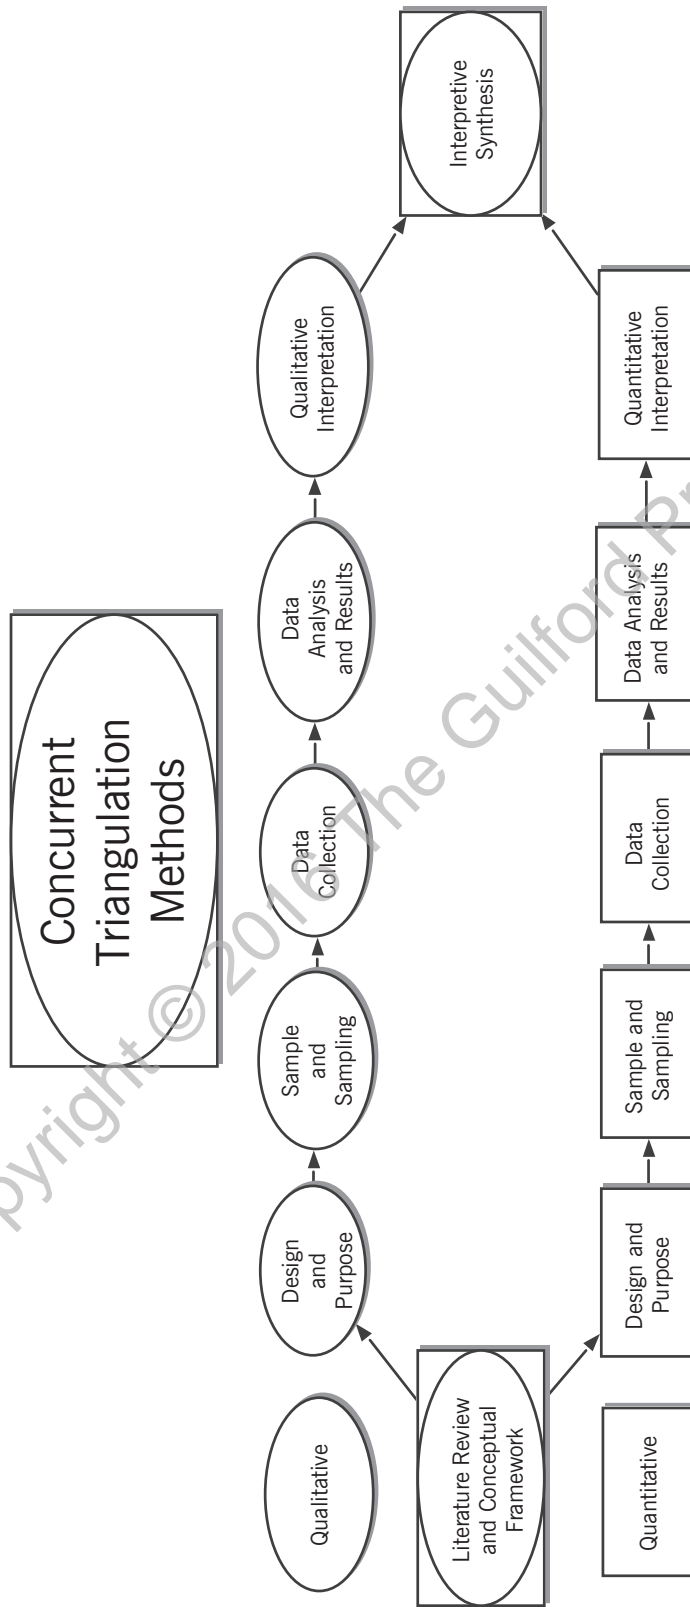 Concurrent
Triangulation
Methods
Qualitative
Design
and
Purpose
Sample
and
Sampling
Data
Collection
Data
Analysis
and Results
Qualitative
Interpretation
Literature Review
and Conceptual
Framework
Interpretive
Synthesis
Quantitative
Design and
Purpose
Sample and
Sampling
Data
Collection
Data Analysis
and Results
Quantitative
Interpretation
pyright © 2016 The Guilford Pr